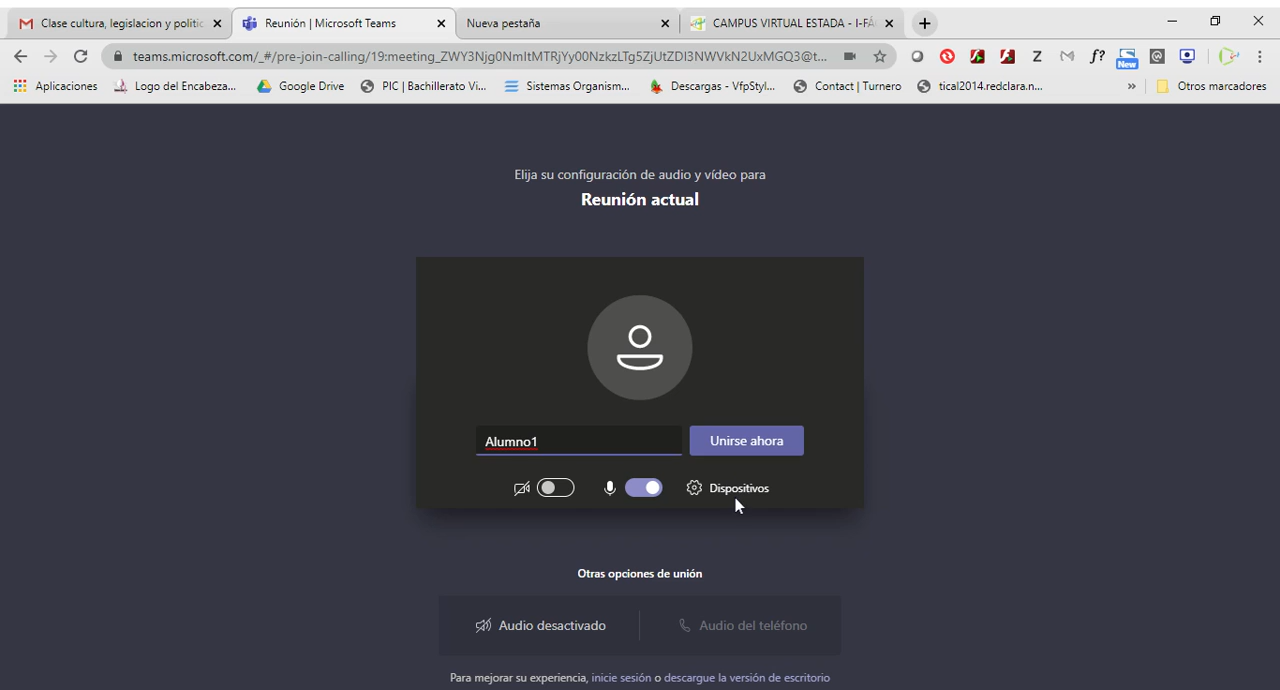 Clase cultura, legislacion y politic
Reunión | Microsoft Teams
Nueva pestaña
CAMPUS VIRTUAL ESTADA - I-FÁ
teams.microsoft.com/_#/pre-join-calling/19:meeting_ZWY3Njg0NmItMTRjYy00NzkzLTg5ZjUtZDI3NWVkN2UxMGQ3@t...
Z
f?
New
Aplicaciones
Logo del Encabeza...
Google Drive
PIC | Bachillerato Vi...
Sistemas Organism...
Descargas - VfpStyl...
Contact | Turnero
tical2014.redclara.n...
»
Otros marcadores
Elija su configuración de audio y vídeo para
Reunión actual
Alumno1
Unirse ahora
Dispositivos
Otras opciones de unión
Audio desactivado
Audio del teléfono
Para mejorar su experiencia, inicie sesión o descargue la versión de escritorio